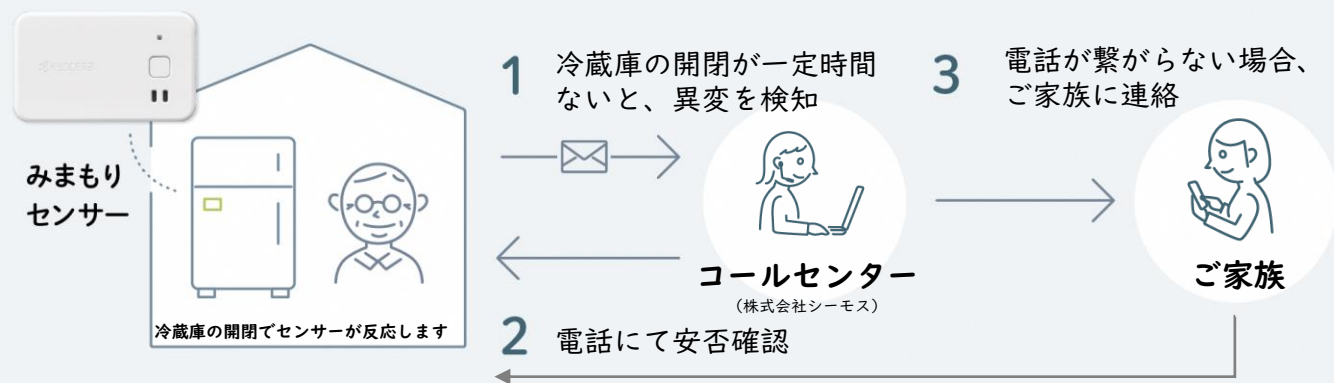 KYOCERA
みまもり
センサー
冷蔵庫の開閉でセンサーが反応します
1
冷蔵庫の開閉が一定時間
ないと、異変を検知
コールセンター
(株式会社シーモス)
2
電話にて安否確認
3
電話が繋がらない場合、
ご家族に連絡
ご家族